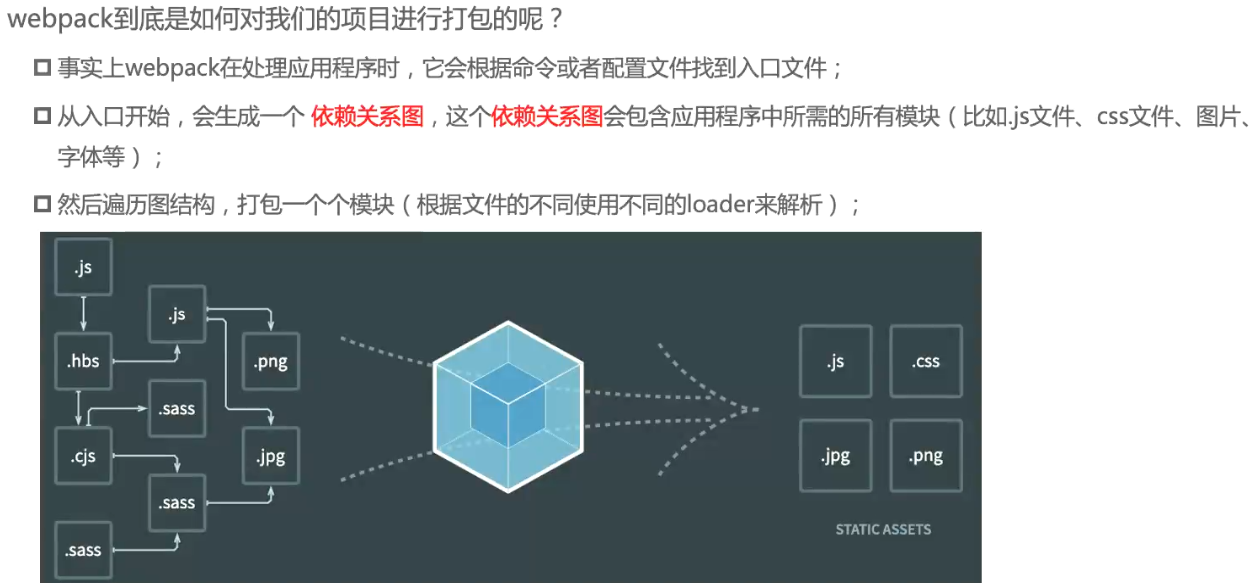 webpack到底是如何对我们的项目进行打包的呢？
事实上webpack在处理应用程序时，它会根据命令或者配置文件找到入口文件；
从入口开始，会生成一个 依赖关系图，这个依赖关系图会包含应用程序中所需的所有模块（比如.js文件、css文件、图片、
字体等）；
然后遍历图结构，打包一个个模块（根据文件的不同使用不同的loader来解析）；
.js
.js
.hbs
.png
.sass
.cjs
.jpg
.sass
.sass
.js
.css
.jpg
.png
STATIC ASSETS